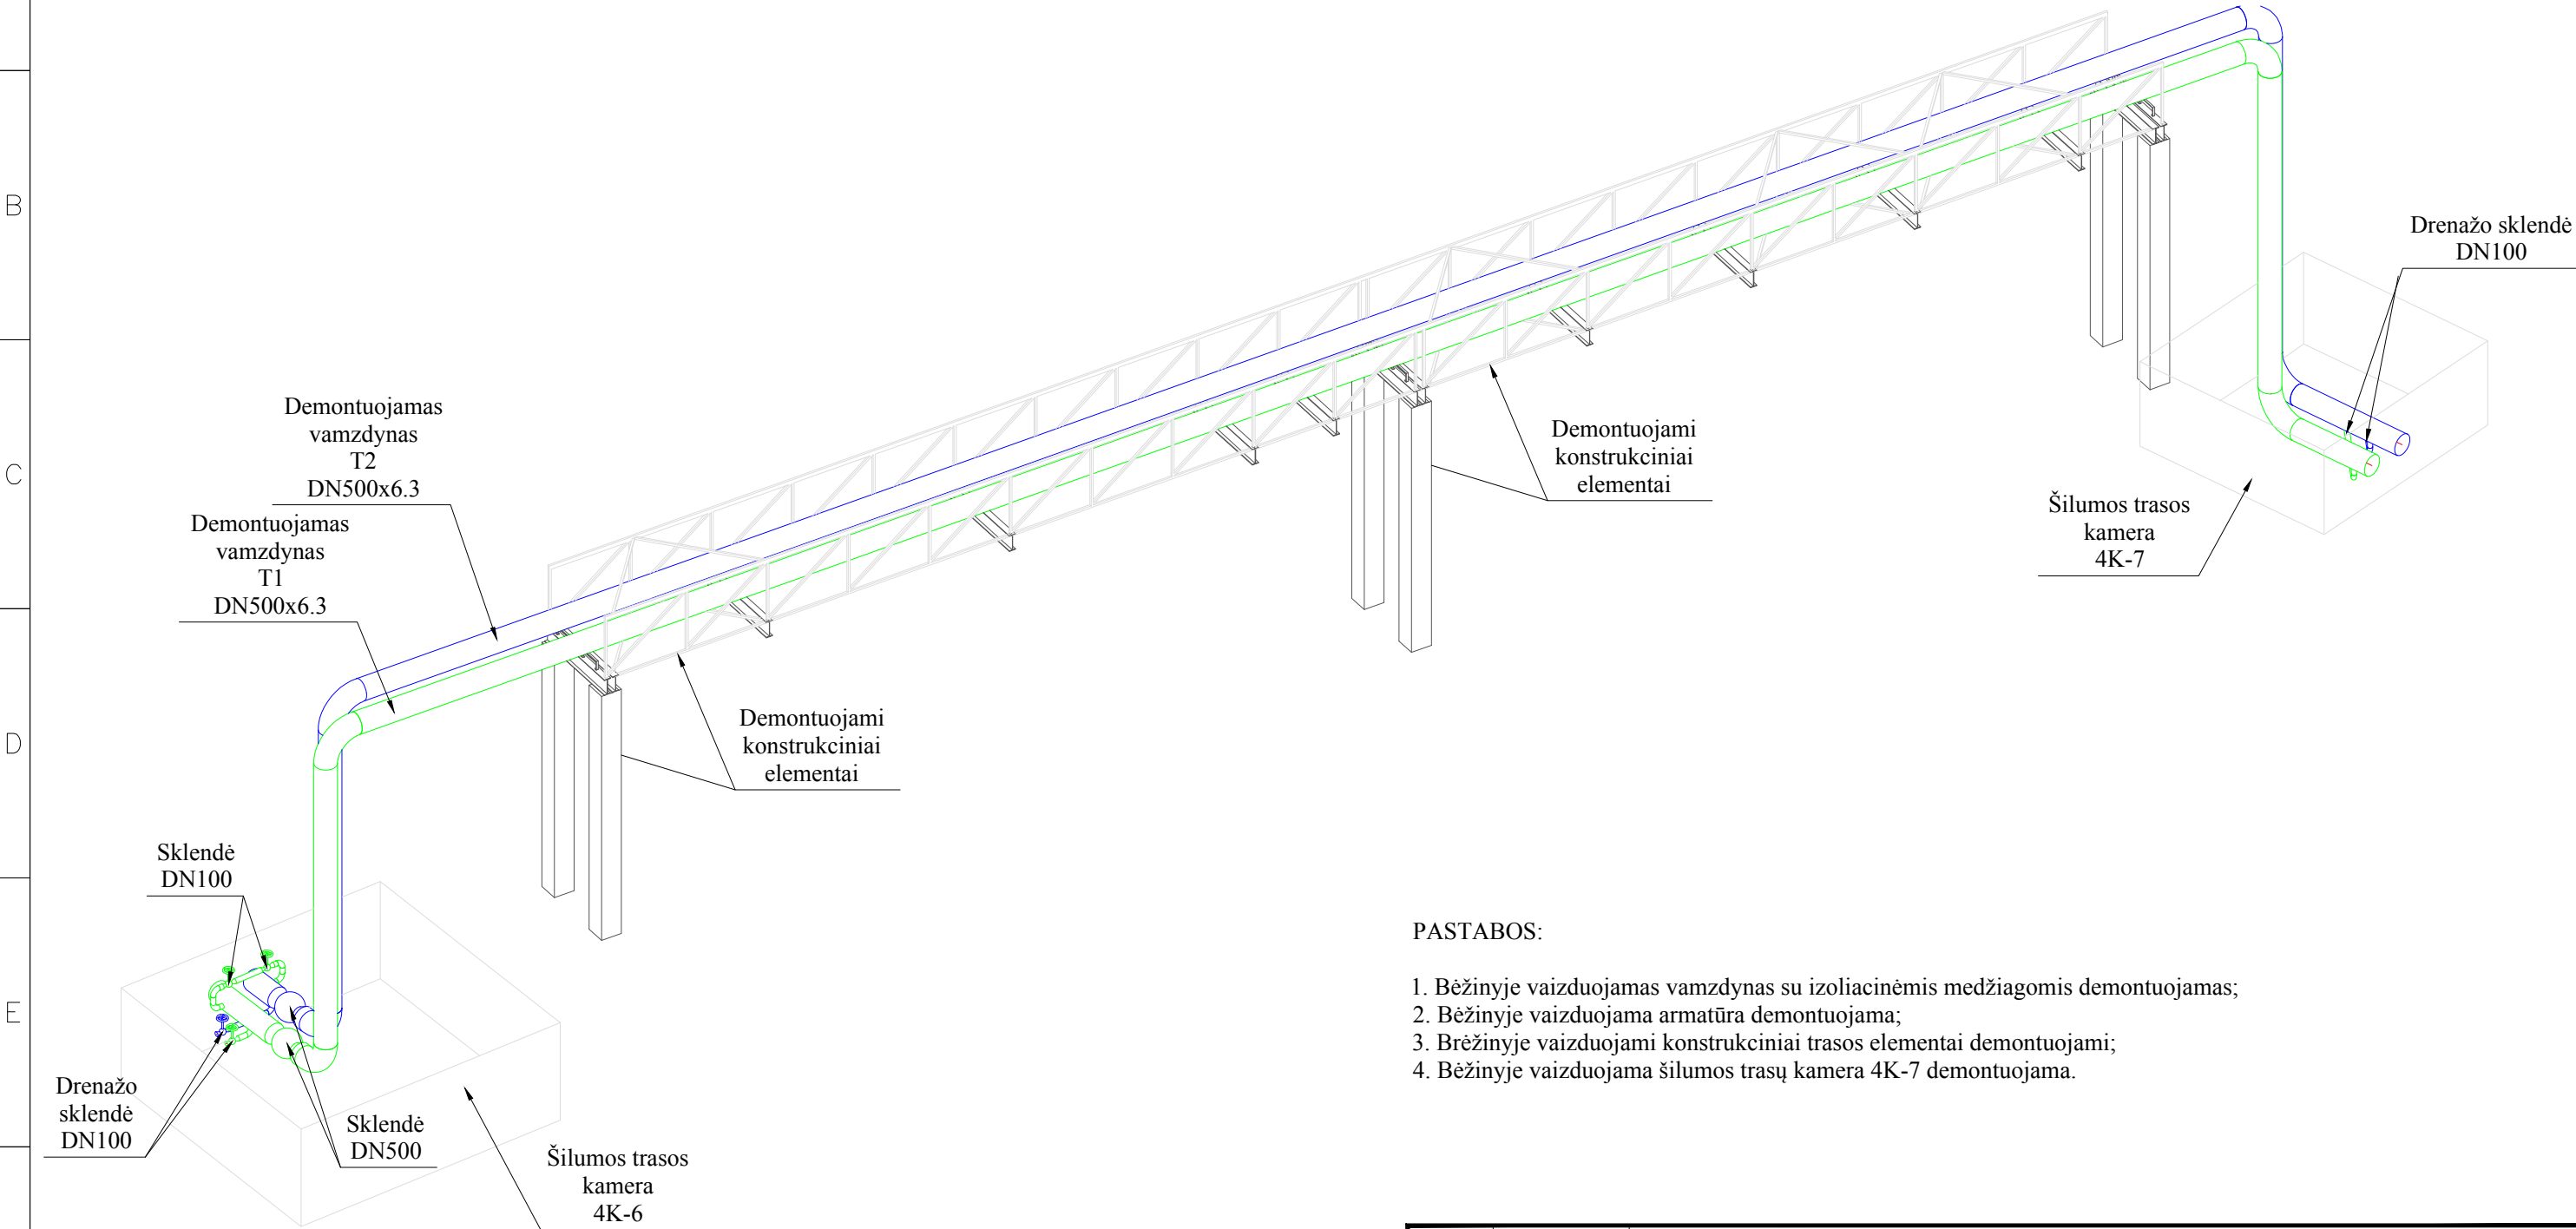 B
C
D
E
Drenažo sklendė
DN100
Demontuojamas
vamzdynas
T2
DN500x6.3
Demontuojamas
vamzdynas
T1
DN500x6.3
Demontuojami
konstrukciniai
elementai
Šilumos trasos
kamera
4K-7
Demontuojami
konstrukciniai
elementai
Sklendė
DN100
Drenažo
sklendė
DN100
Sklendė
DN500
Šilumos trasos
kamera
4K-6
PASTABOS:
1. Bėžinyje vaizduojamas vamzdynas su izoliacinėmis medžiagomis demontuojamas;
2. Bėžinyje vaizduojama armatūra demontuojama;
3. Brėžinyje vaizduojami konstrukciniai trasos elementai demontuojami;
4. Bėžinyje vaizduojama šilumos trasų kamera 4K-7 demontuojama.